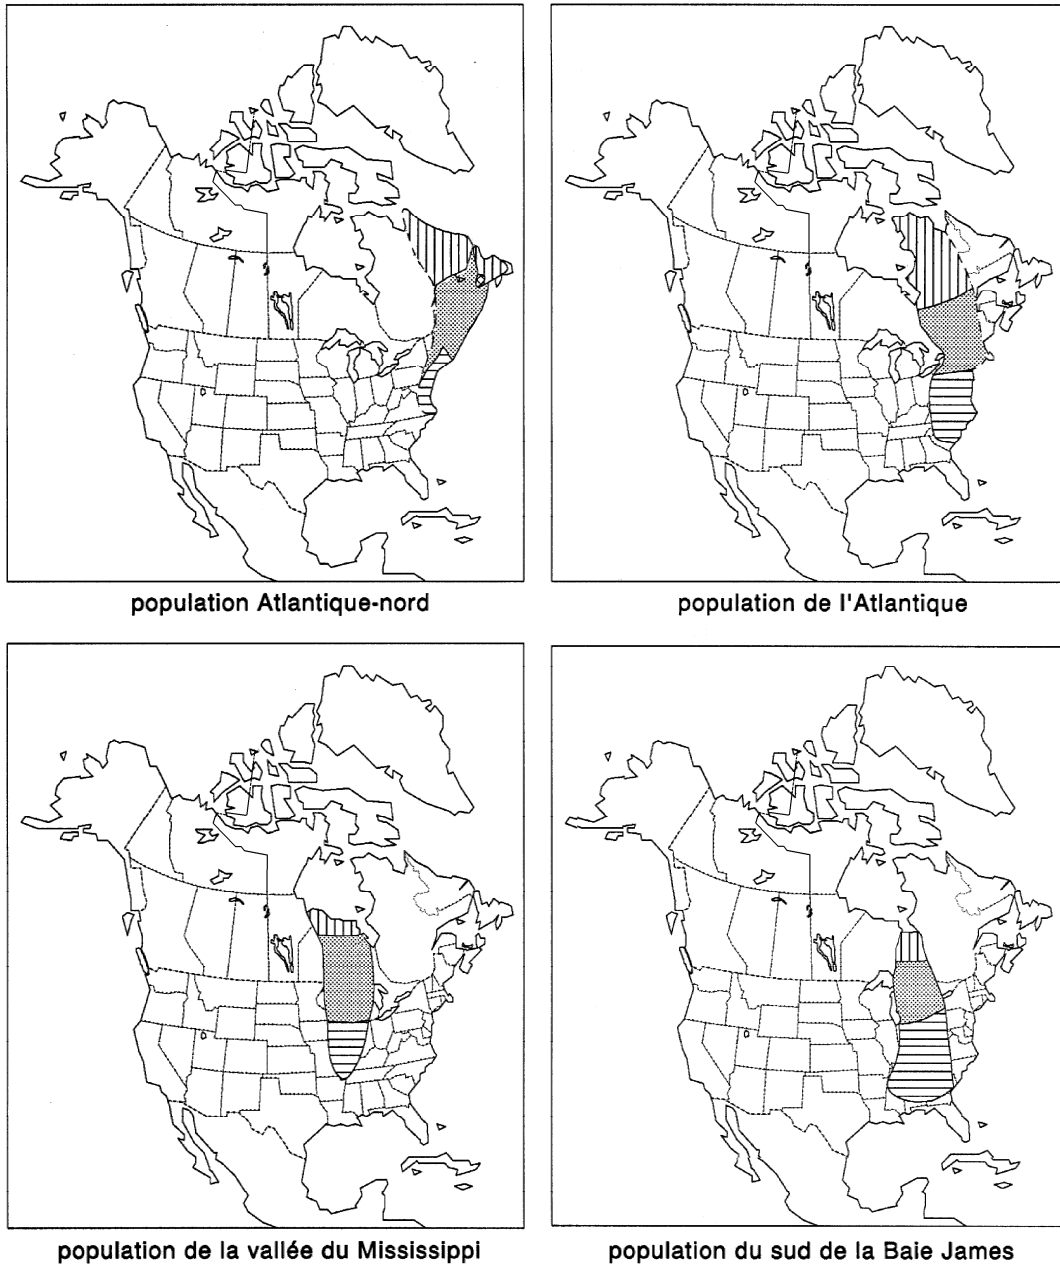 population Atlantique-nord
population de l'Atlantique
population de la vallée du Mississippi
population du sud de la Baie James